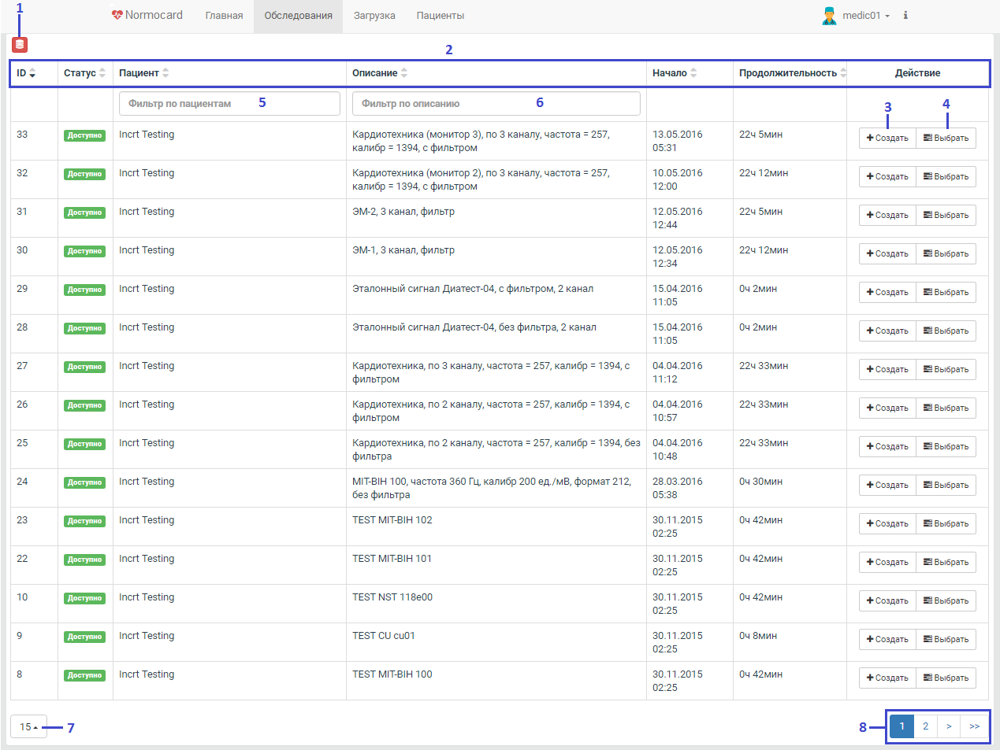 1
Normocard Главная Обследования Загрузка Пациенты medic01
2
ID Статус Пациент Описание Начало Продолжительность Действие
Фильтр по пациентам 5 Фильтр по описанию 6 3 4
33 Доступно Incrt Testing Кардиотехника (монитор 3), по 3 каналу, частота = 257, 13.05.2016 22ч 5мин Создать Выбрать
калибр = 1394, с фильтром 05:31
32 Доступно Incrt Testing Кардиотехника (монитор 2), по 3 каналу, частота = 257, 10.05.2016 22ч 12мин Создать Выбрать
калибр = 1394, с фильтром 12:00
31 Доступно Incrt Testing ЭМ-2, 3 канал, фильтр 12.05.2016 22ч 5мин Создать Выбрать
12:44
30 Доступно Incrt Testing ЭМ-1, 3 канал, фильтр 12.05.2016 22ч 12мин Создать Выбрать
12:34
29 Доступно Incrt Testing Эталонный сигнал Диатест-04, с фильтром, 2 канал 15.04.2016 0ч 2мин Создать Выбрать
11:05
28 Доступно Incrt Testing Эталонный сигнал Диатест-04, без фильтра, 2 канал 15.04.2016 0ч 2мин Создать Выбрать
11:05
27 Доступно Incrt Testing Кардиотехника, по 3 каналу, частота = 257, калибр = 1394, с 04.04.2016 22ч 33мин Создать Выбрать
фильтром 11:12
26 Доступно Incrt Testing Кардиотехника, по 2 каналу, частота = 257, калибр = 1394, с 04.04.2016 22ч 33мин Создать Выбрать
фильтром 10:57
25 Доступно Incrt Testing Кардиотехника, по 2 каналу, частота = 257, калибр = 1394, без 04.04.2016 22ч 33мин Создать Выбрать
фильтра 10:48
24 Доступно Incrt Testing MIT-BIH 100, частота 360 Гц, калибр 200 ед./мВ, формат 212, 28.03.2016 0ч 30мин Создать Выбрать
без фильтра 05:38
23 Доступно Incrt Testing TEST MIT-BIH 102 30.11.2015 0ч 42мин Создать Выбрать
02:25
22 Доступно Incrt Testing TEST MIT-BIH 101 30.11.2015 0ч 42мин Создать Выбрать
02:25
10 Доступно Incrt Testing TEST NST 118e00 30.11.2015 0ч 42мин Создать Выбрать
02:25
9 Доступно Incrt Testing TEST CU cu01 30.11.2015 0ч 8мин Создать Выбрать
02:25
8 Доступно Incrt Testing TEST MIT-BIH 100 30.11.2015 0ч 42мин Создать Выбрать
02:25
15 7 8 1 2 > >>